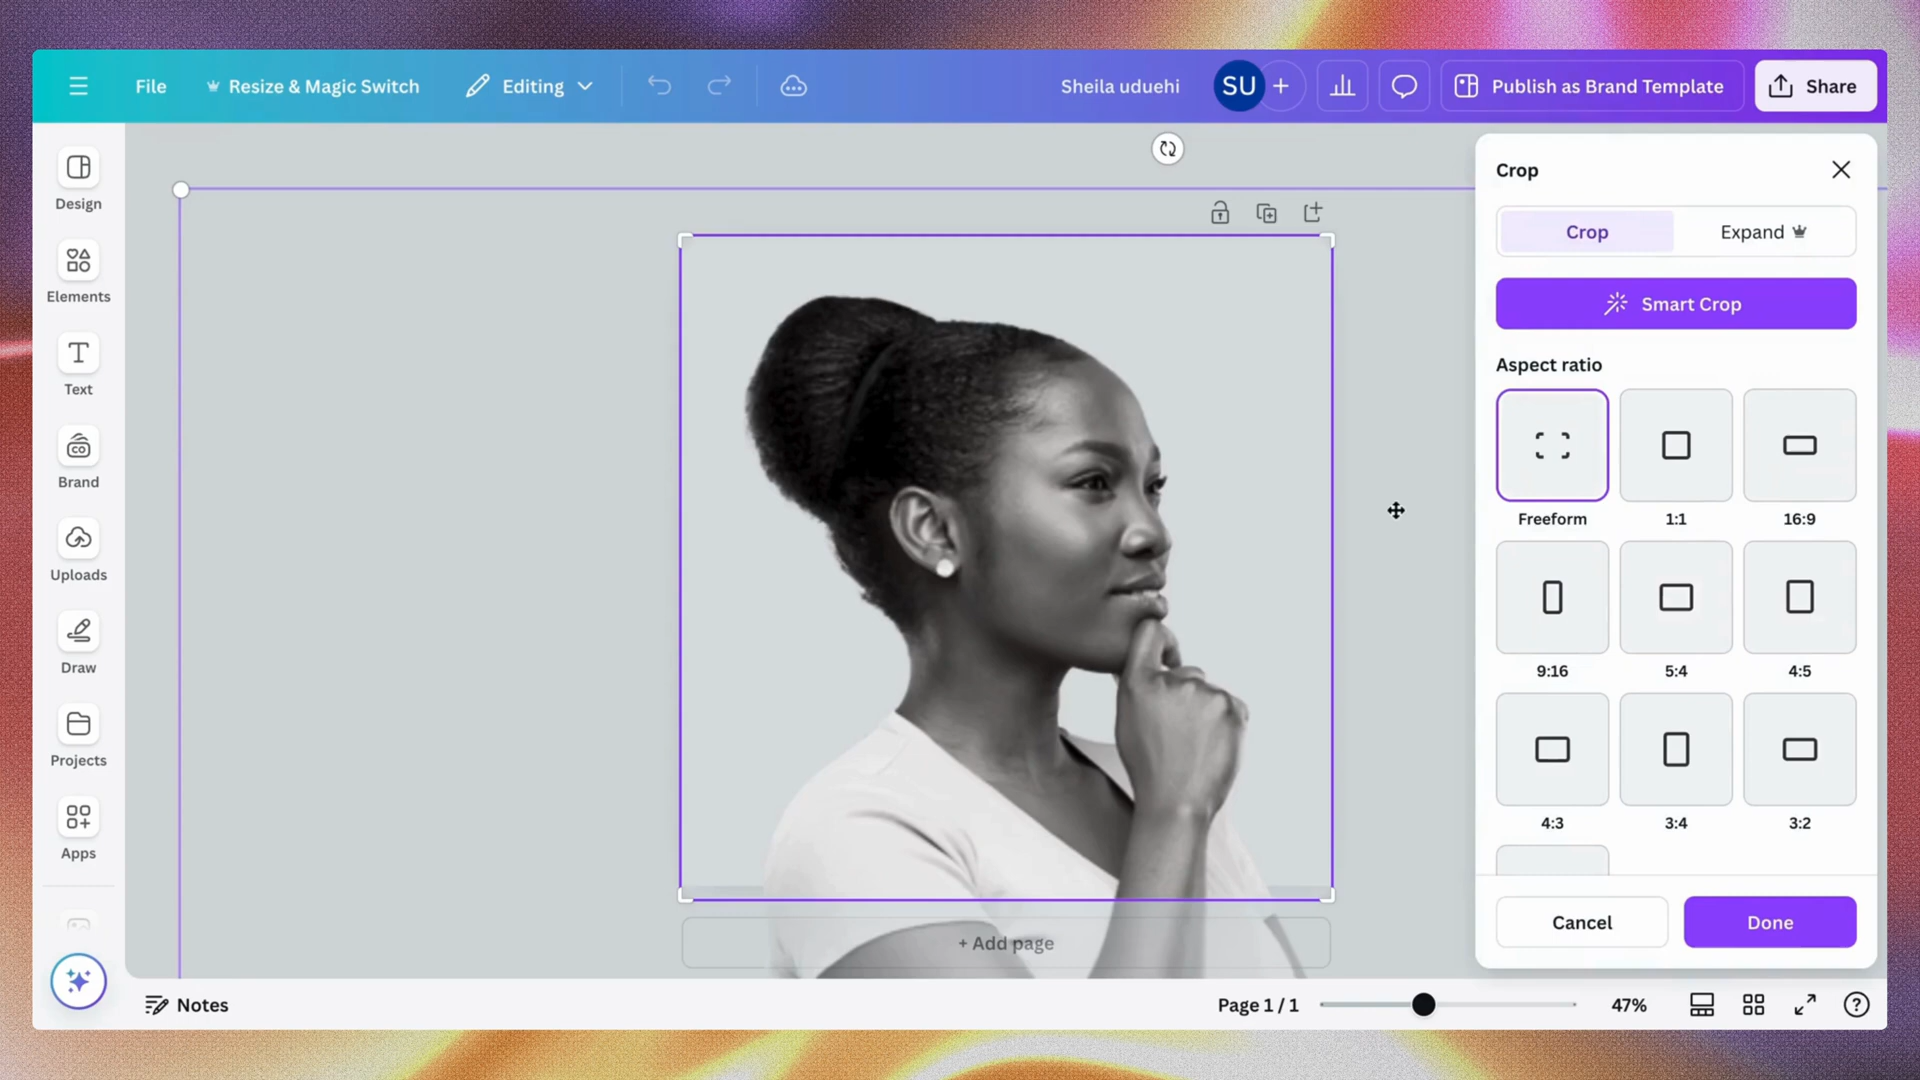 File
Resize & Magic Switch
Editing
Sheila uduehi
SU
Publish as Brand Template
Share
Design
Elements
Text
CO
Brand
Uploads
Draw
Projects
Apps
Crop
Crop
Expand
Smart Crop
Aspect ratio
Freeform
1:1
16:9
9:16
5:4
4:5
4:3
3:4
3:2
Cancel
Done
+ Add page
Notes
Page 1 / 1
47%